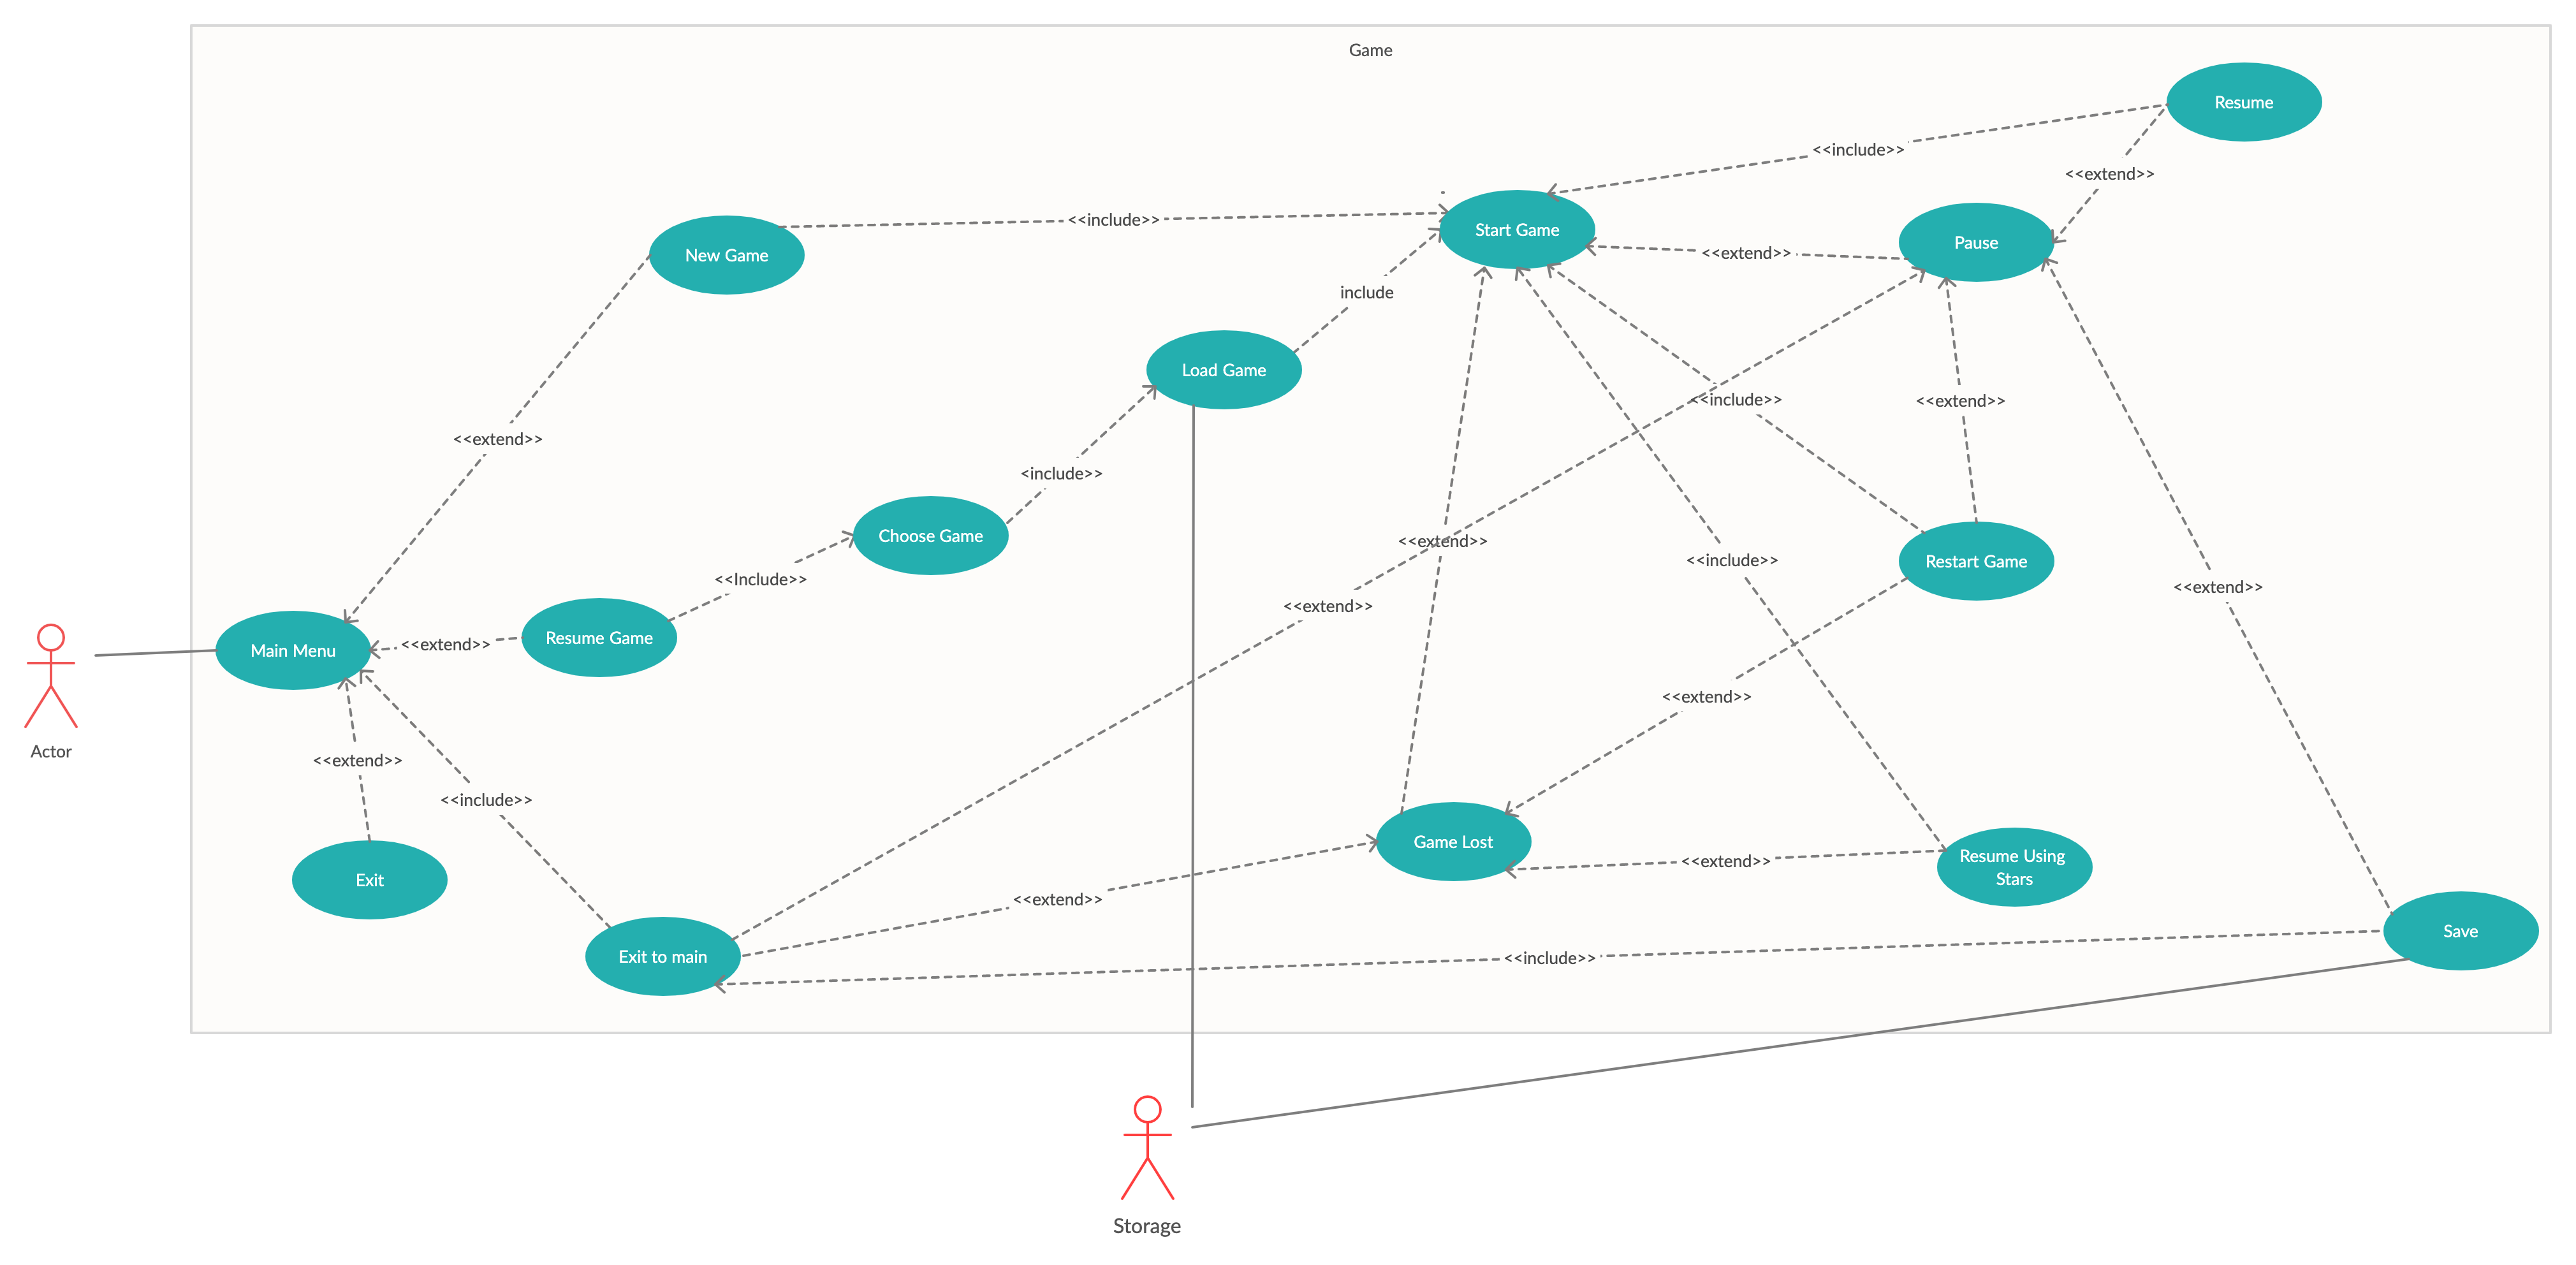 Game
Resume
<<include>>
<<extend>>
New Game
<<include>>
Start Game
<<extend>>
Pause
include
Load Game
<<include>>
<<extend>>
<<extend>>
<include>>
Choose Game
<<extend>>
<<include>>
Restart Game
<<Include>>
<<extend>>
<<extend>>
Main Menu
<<extend>>
Resume Game
<<extend>>
Actor
<<extend>>
<<include>>
Game Lost
<<extend>>
Resume Using
Stars
Exit
<<extend>>
Save
Exit to main
<<include>>
Storage